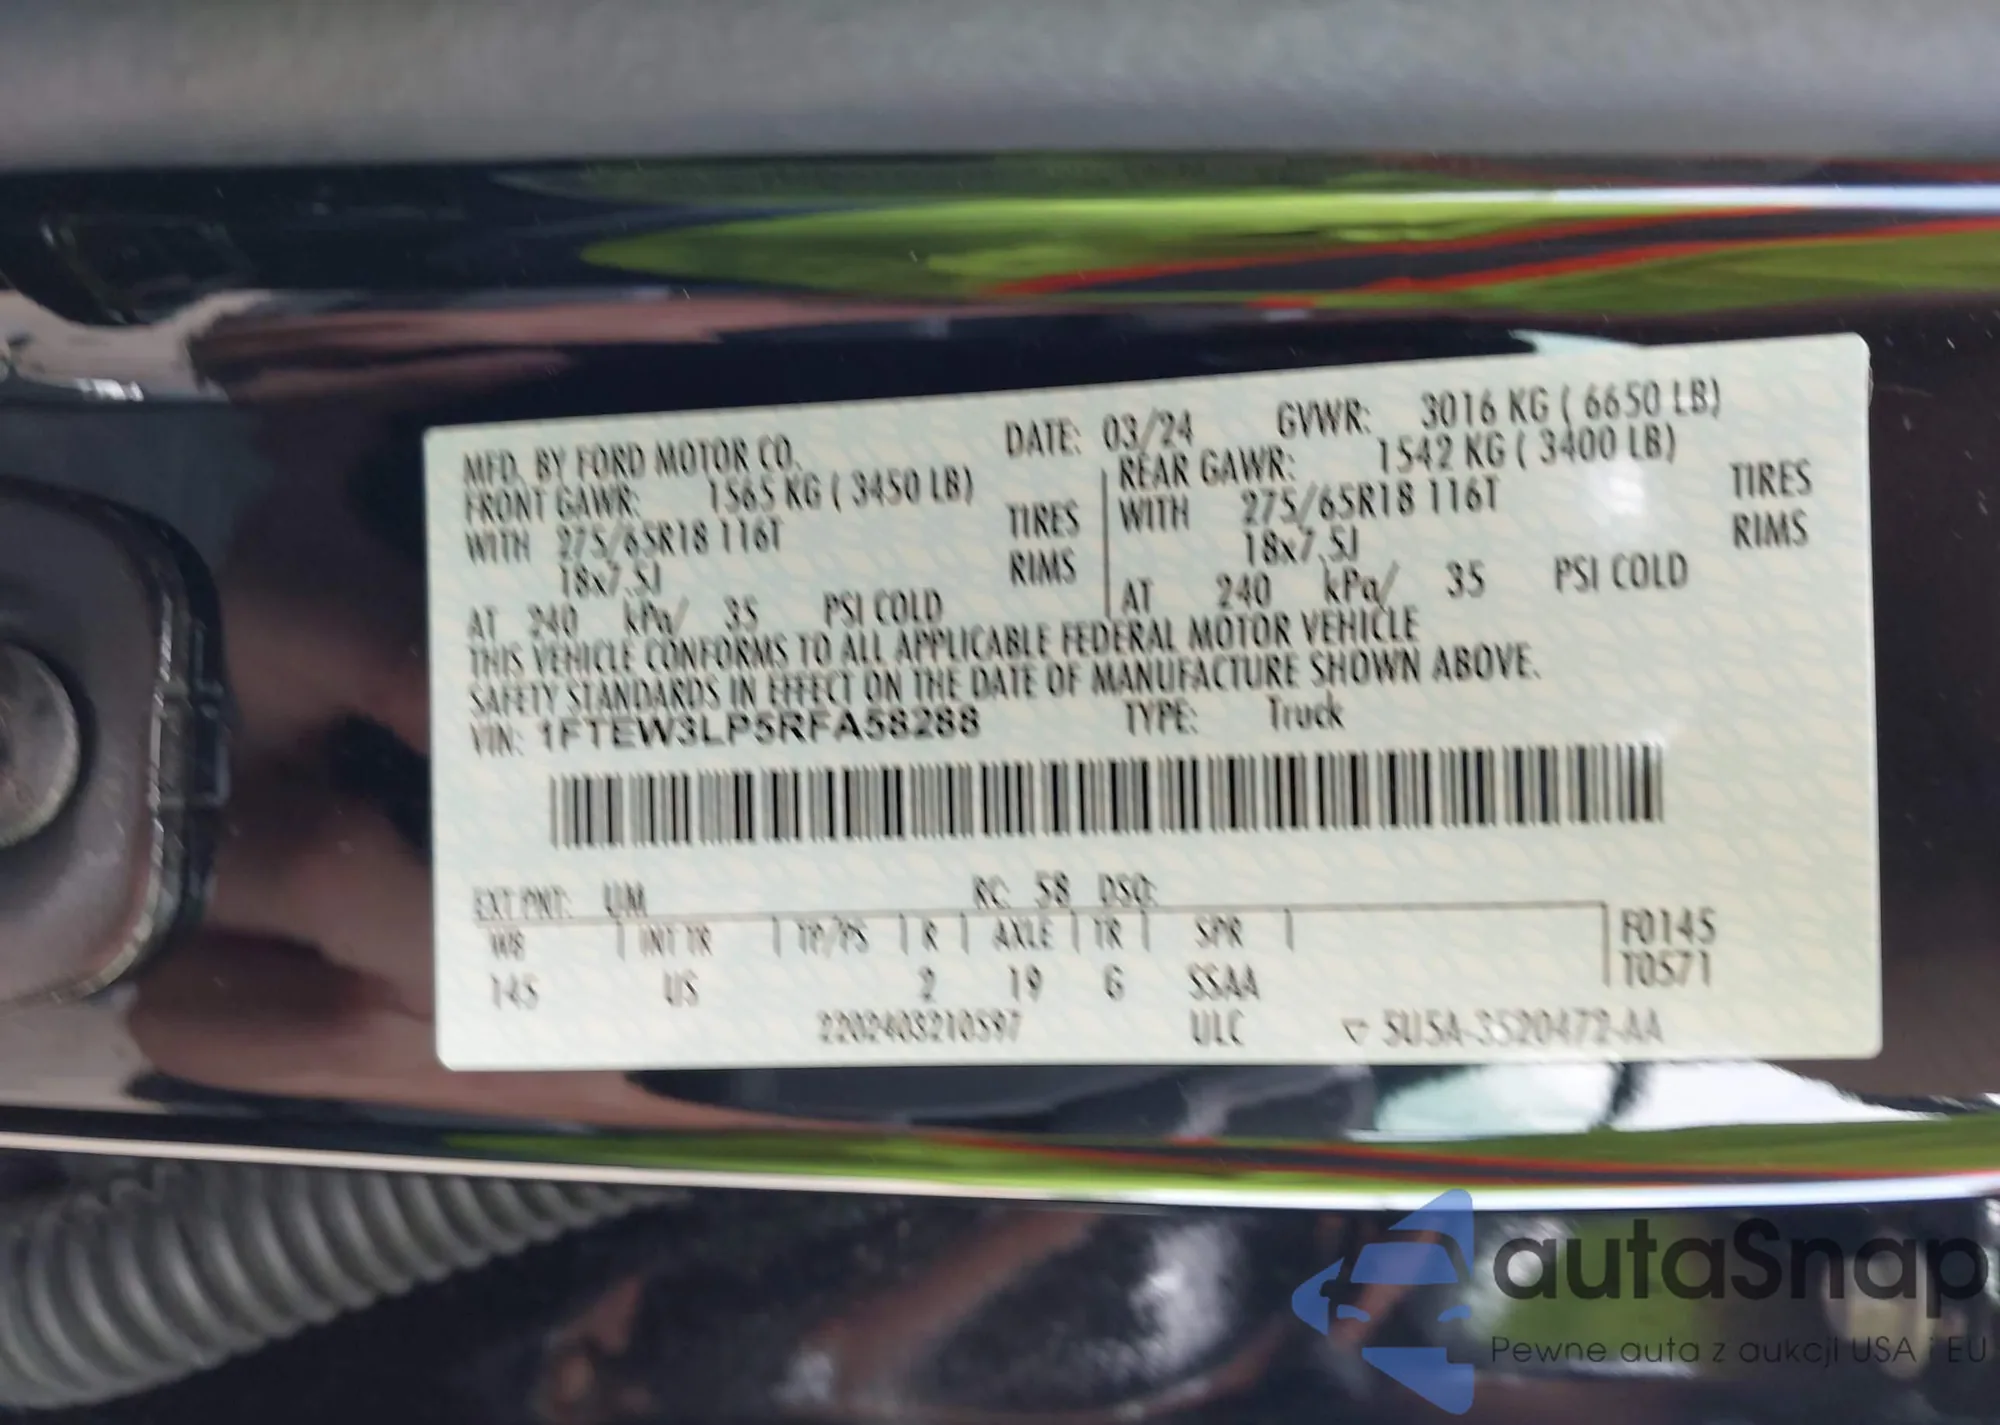 MFD. BY FORD MOTOR CO. DATE: 03/24 GVWR: 3016 KG ( 6650 LB)
FRONT GAWR: 1565 KG ( 3450 LB) REAR GAWR: 1542 KG ( 3400 LB)
WITH 275/65R18 116T TIRES WITH 275/65R18 116T TIRES
18x7.5J RIMS 18x7.5J RIMS
AT 240 kPa/ 35 PSI COLD AT 240 kPa/ 35 PSI COLD
THIS VEHICLE CONFORMS TO ALL APPLICABLE FEDERAL MOTOR VEHICLE
SAFETY STANDARDS IN EFFECT ON THE DATE OF MANUFACTURE SHOWN ABOVE.
VIN: 1FTEW3LP5RFA58288 TYPE: Truck
EXT PNT: UM RC: 58 DSO:
WB INT TR TP/PS R AXLE TR SPR F0145
145 US 2 19 G SSAA T0571
2202403210597 ULC ▽ 5U5A-3520472-AA
autaSnap
Pewne auta z aukcji USA i EU